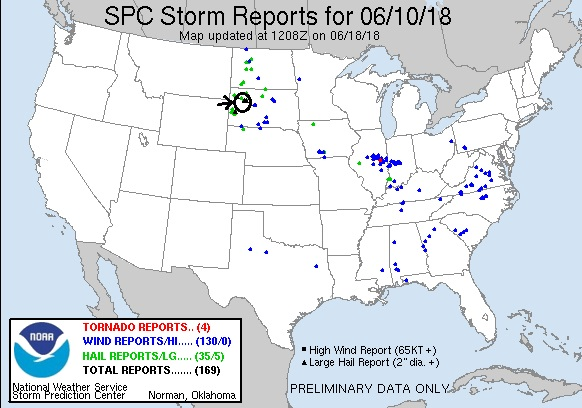 SPC Storm Reports for 06/10/18
Map updated at 1208Z on 06/18/18
TORNADO REPORTS.. (4)
WIND REPORTS/HI..... (130/0)
HAIL REPORTS/LG..... (35/5)
TOTAL REPORTS....... (169)
NOAA
National Weather Service
Storm Prediction Center Norman, Oklahoma
High Wind Report (65KT +)
Large Hail Report (2" dia. +)
PRELIMINARY DATA ONLY